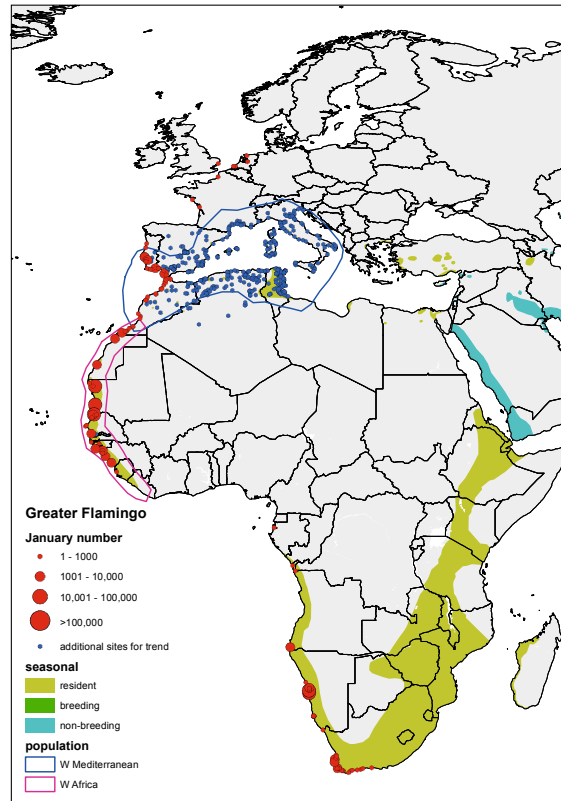 Greater Flamingo
January number
1 - 1000
1001 - 10,000
10,001 - 100,000
>100,000
additional sites for trend
seasonal
resident
breeding
non-breeding
population
W Mediterranean
W Africa